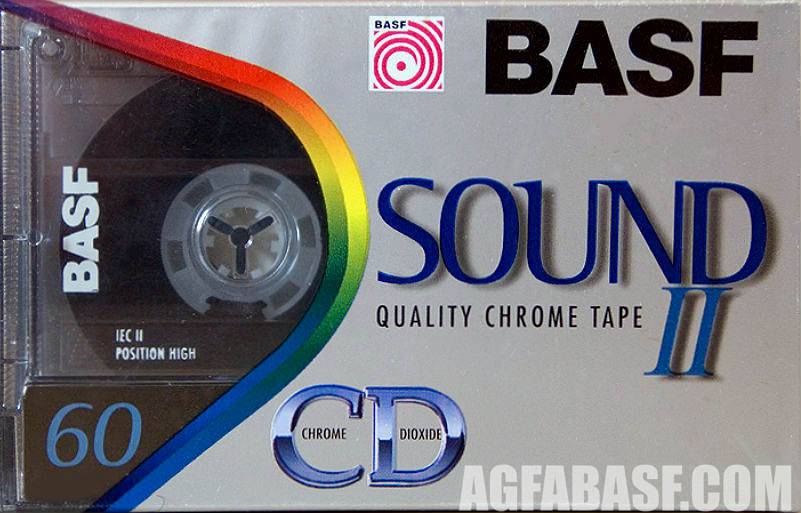 BASF
BASF
SOUND
II
QUALITY CHROME TAPE
BASF
IEC II
POSITION HIGH
60
CD
CHROME DIOXIDE
AGFABASF.COM